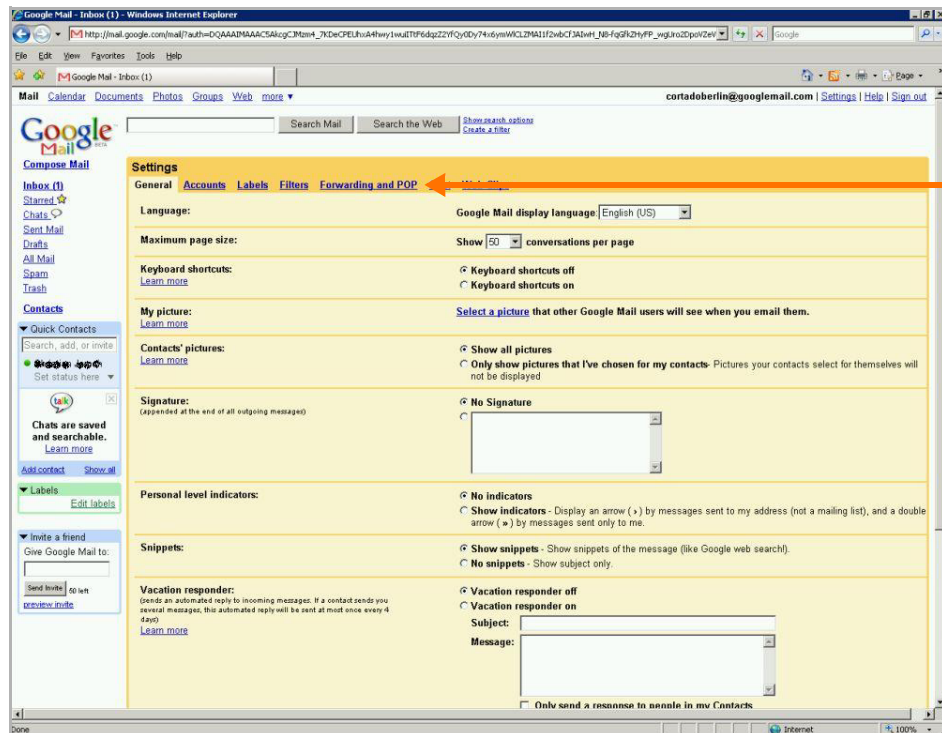 Google Mail - Inbox (1) - Windows Internet Explorer
Google
File Edit View Favorites Tools Help
Google Mail - Inbox (1)
Page
Mail Calendar Documents Photos Groups Web more ▼
cortadoberlin@googlemail.com | Settings | Help | Sign out
Google Mail BETA
Search Mail Search the Web
Show search options
Create a filter
Compose Mail
Inbox (1)
Starred
Chats
Sent Mail
Drafts
All Mail
Spam
Trash
Contacts
▼ Quick Contacts
Search, add, or invite
Set status here ▼
talk
Chats are saved
and searchable.
Learn more
Add contact Show all
▼ Labels
Edit labels
▼ Invite a friend
Give Google Mail to:
Send Invite 50 left
preview invite
Settings
General Accounts Labels Filters Forwarding and POP
Language:
Google Mail display language: English (US)
Maximum page size:
Show 50 conversations per page
Keyboard shortcuts:
Learn more
Keyboard shortcuts off
Keyboard shortcuts on
My picture:
Learn more
Select a picture that other Google Mail users will see when you email them.
Contacts' pictures:
Learn more
Show all pictures
Only show pictures that I've chosen for my contacts- Pictures your contacts select for themselves will
not be displayed
Signature:
(appended at the end of all outgoing messages)
No Signature
Personal level indicators:
No indicators
Show indicators - Display an arrow ( › ) by messages sent to my address (not a mailing list), and a double
arrow ( » ) by messages sent only to me.
Snippets:
Show snippets - Show snippets of the message (like Google web search!).
No snippets - Show subject only.
Vacation responder:
(sends an automated reply to incoming messages. If a contact sends you
several messages, this automated reply will be sent at most once every 4
days)
Learn more
Vacation responder off
Vacation responder on
Subject:
Message:
Only send a response to people in my Contacts
Done
Internet
100%